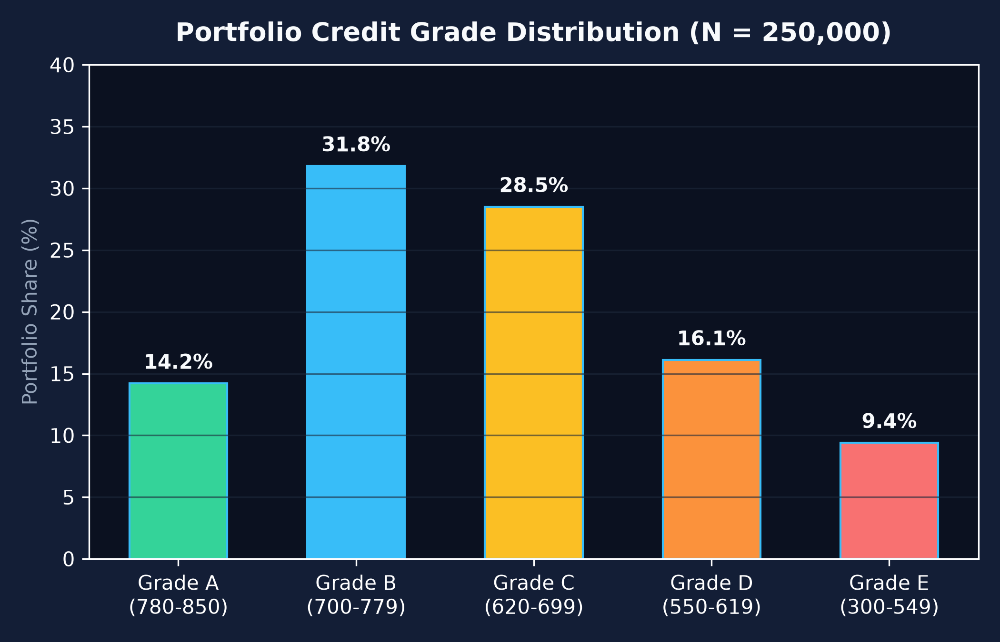 Portfolio Credit Grade Distribution (N = 250,000)
Portfolio Share (%)
40
35
30
25
20
15
10
5
0
14.2%
31.8%
28.5%
16.1%
9.4%
Grade A
(780-850)
Grade B
(700-779)
Grade C
(620-699)
Grade D
(550-619)
Grade E
(300-549)